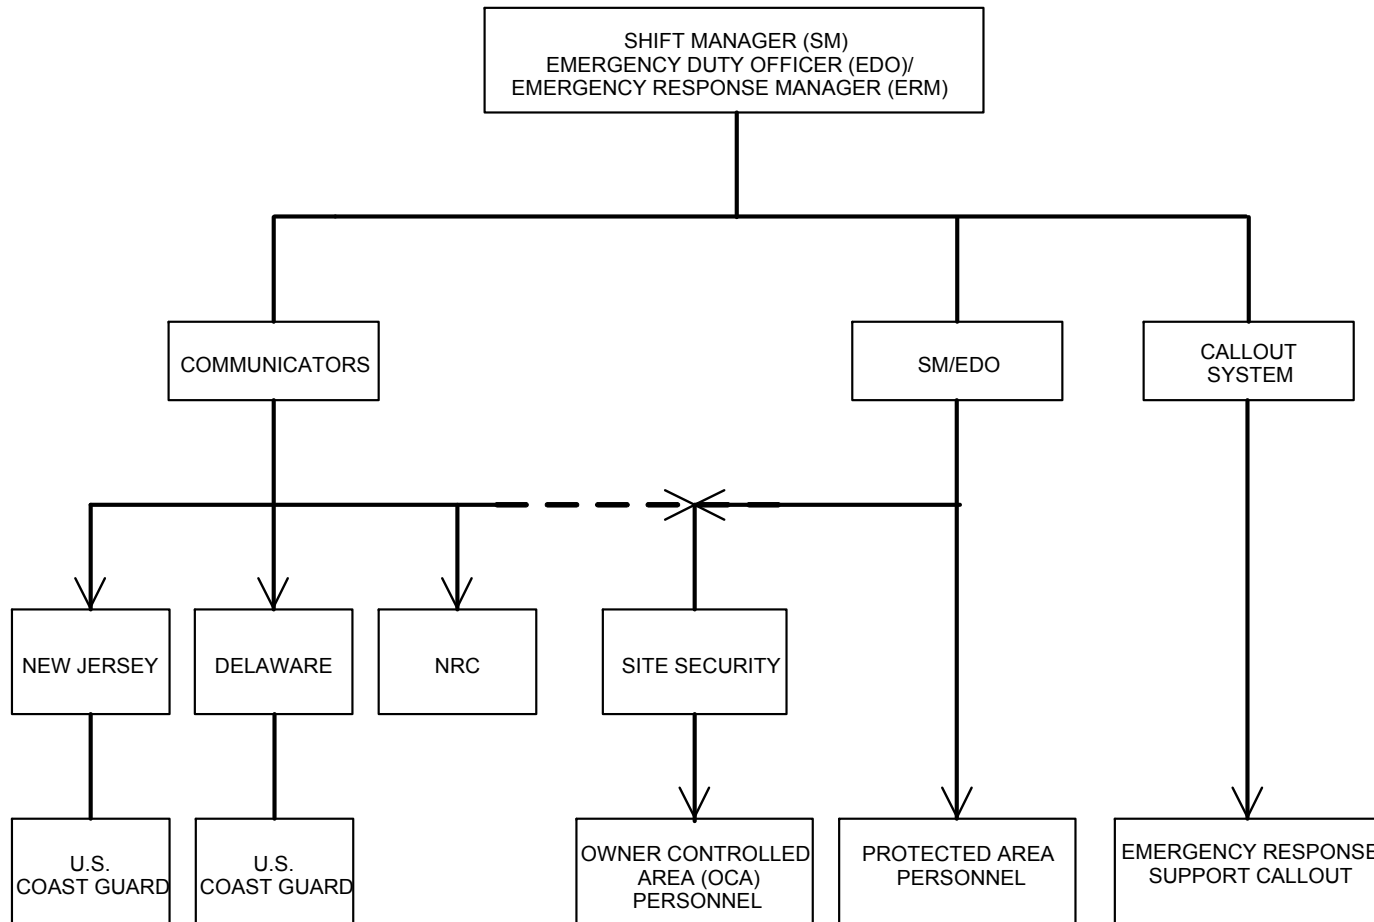 SHIFT MANAGER (SM)
EMERGENCY DUTY OFFICER (EDO)/
EMERGENCY RESPONSE MANAGER (ERM)
COMMUNICATORS
SM/EDO
CALLOUT
SYSTEM
NEW JERSEY
DELAWARE
NRC
SITE SECURITY
U.S.
COAST GUARD
U.S.
COAST GUARD
OWNER CONTROLLED
AREA (OCA)
PERSONNEL
PROTECTED AREA
PERSONNEL
EMERGENCY RESPONSE
SUPPORT CALLOUT